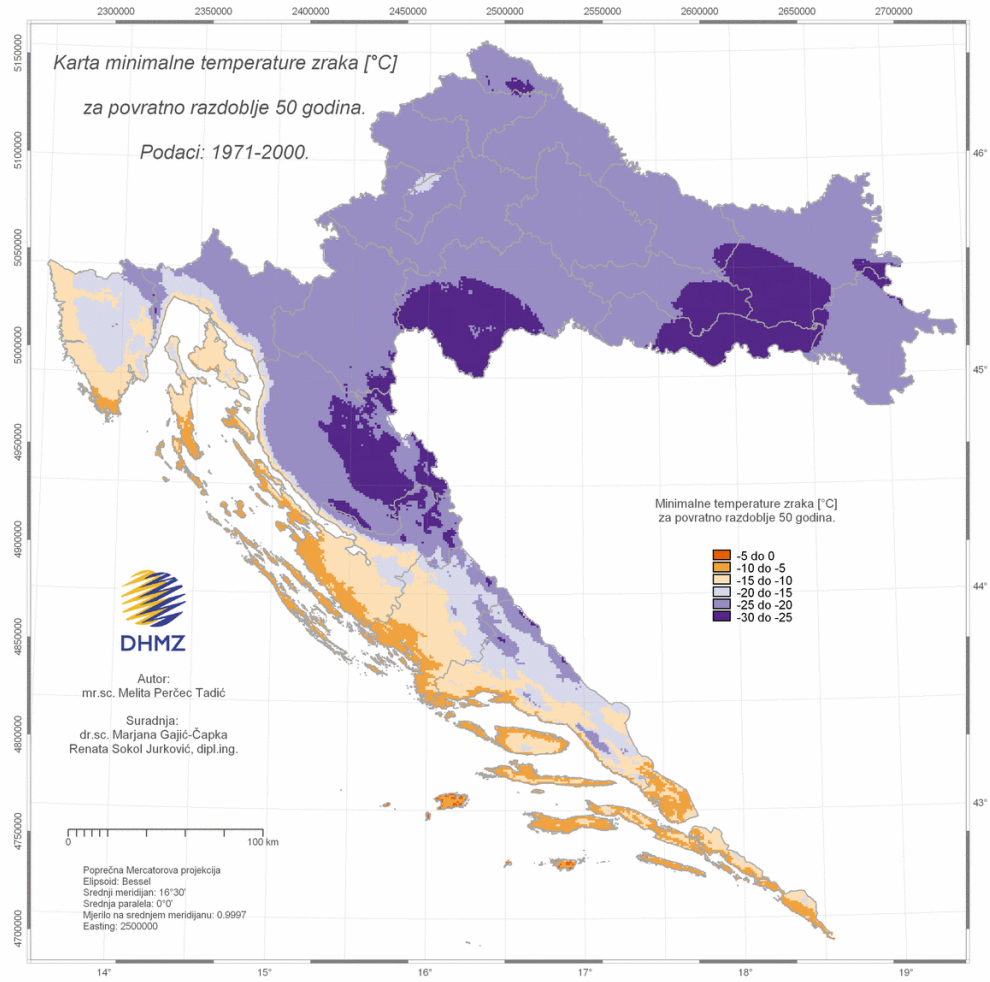 2300000 2350000 2400000 2450000 2500000 2550000 2600000 2650000 2700000
Karta minimalne temperature zraka [°C]
za povratno razdoblje 50 godina.
Podaci: 1971-2000.
5150000
5100000
5050000
5000000
4950000
4900000
4850000
4800000
4750000
4700000
46°
45°
44°
43°
Minimalne temperature zraka [°C]
za povratno razdoblje 50 godina.
-5 do 0
-10 do -5
-15 do -10
-20 do -15
-25 do -20
-30 do -25
DHMZ
Autor:
mr.sc. Melita Perčec Tadić
Suradnja:
dr.sc. Marjana Gajić-Čapka
Renata Sokol Jurković, dipl.ing.
0 100 km
Poprečna Mercatorova projekcija
Elipsoid: Bessel
Srednji meridijan: 16°30'
Srednja paralela: 0°0'
Mjerilo na srednjem meridijanu: 0.9997
Easting: 2500000
14° 15° 16° 17° 18° 19°